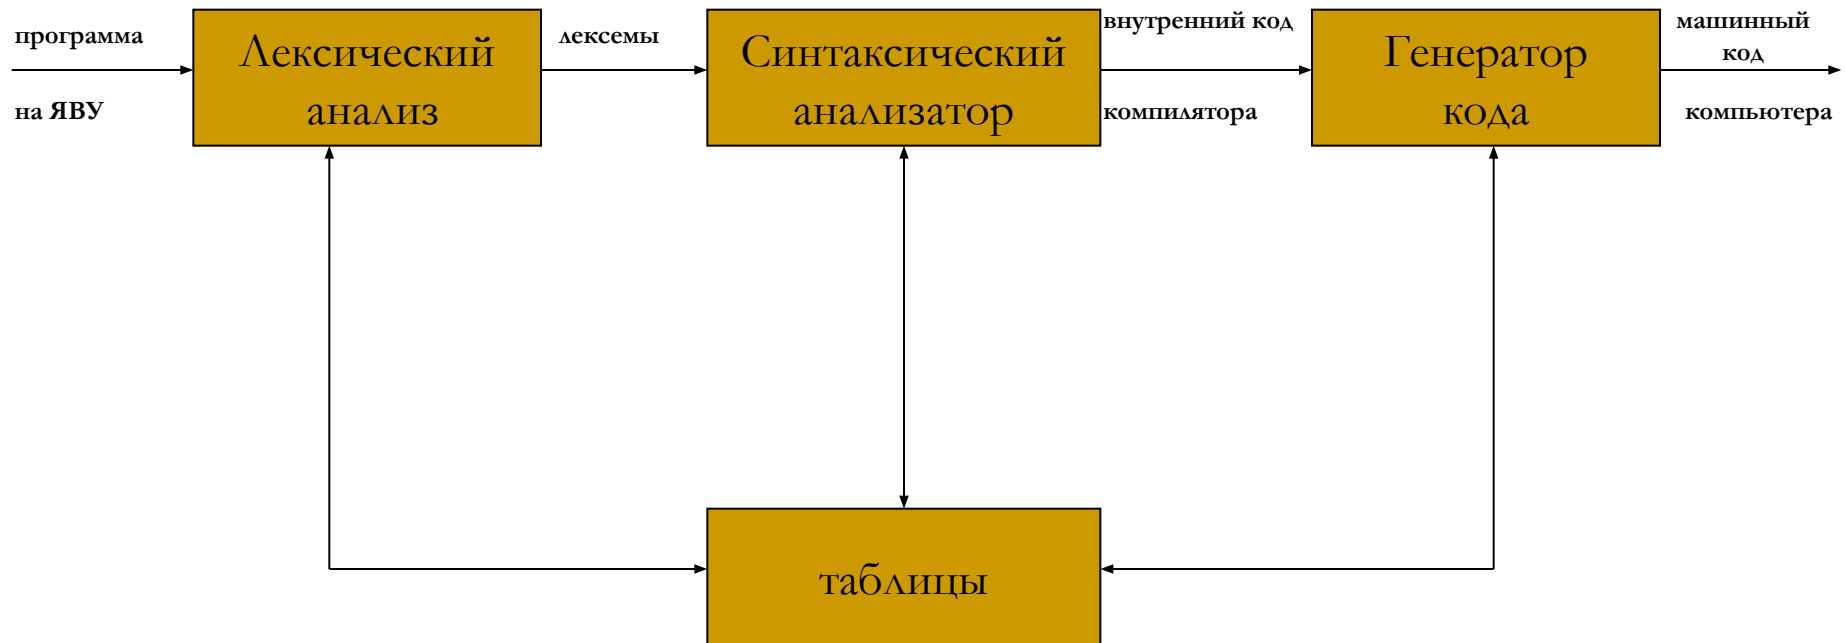 программа
на ЯВУ
Лексический
анализ
лексемы
Синтаксический
анализатор
внутренний код
компилятора
Генератор
кода
машинный
код
компьютера
таблицы